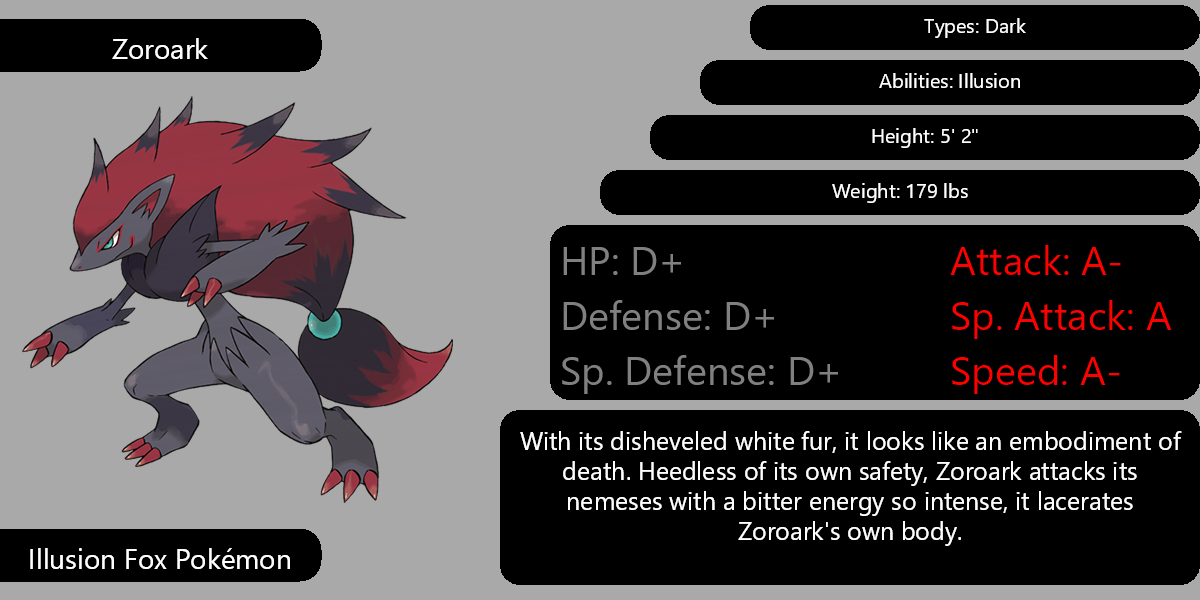 Zoroark
Types: Dark
Abilities: Illusion
Height: 5' 2"
Weight: 179 lbs
HP: D+
Attack: A-
Defense: D+
Sp. Attack: A
Sp. Defense: D+
Speed: A-
With its disheveled white fur, it looks like an embodiment of
death. Heedless of its own safety, Zoroark attacks its
nemeses with a bitter energy so intense, it lacerates
Zoroark's own body.
Illusion Fox Pokémon